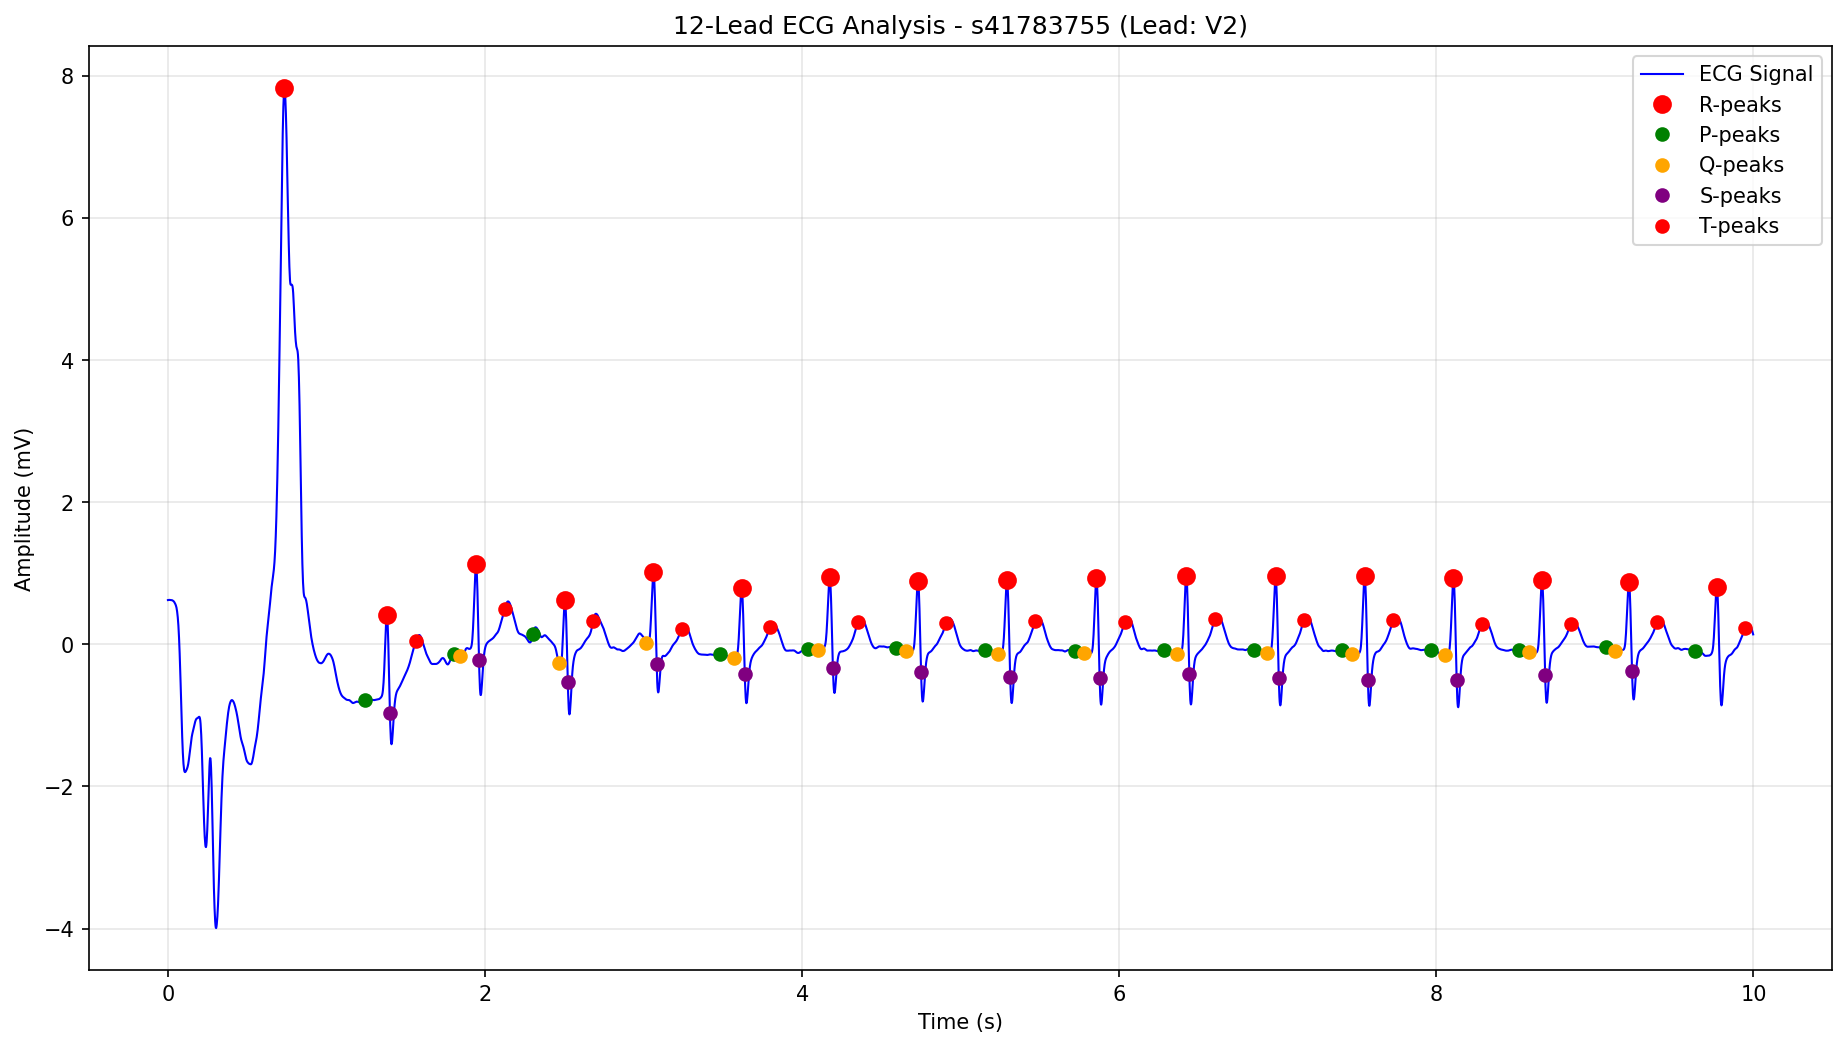 12-Lead ECG Analysis - s41783755 (Lead: V2)
ECG Signal
R-peaks
P-peaks
Q-peaks
S-peaks
T-peaks
Amplitude (mV)
8
6
4
2
0
−2
−4
0
2
4
6
8
10
Time (s)